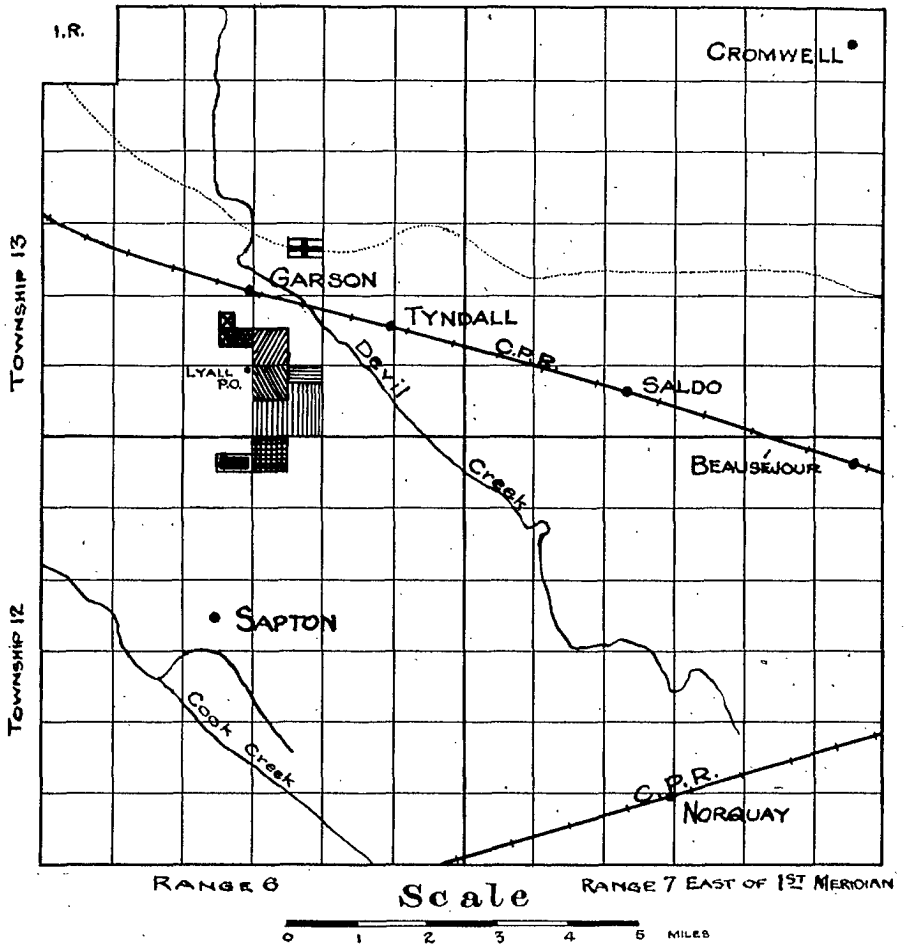 I.R.
CROMWELL
TOWNSHIP 13
GARSON
TYNDALL
C.P.R.
LYALL
P.O.
Devil
SALDO
BEAUSÉJOUR
Creek
TOWNSHIP 12
SAPTON
Cook Creek
C.P.R.
NORQUAY
RANGE 6
RANGE 7 EAST OF 1ST MERIDIAN
Scale
0 1 2 3 4 5 MILES